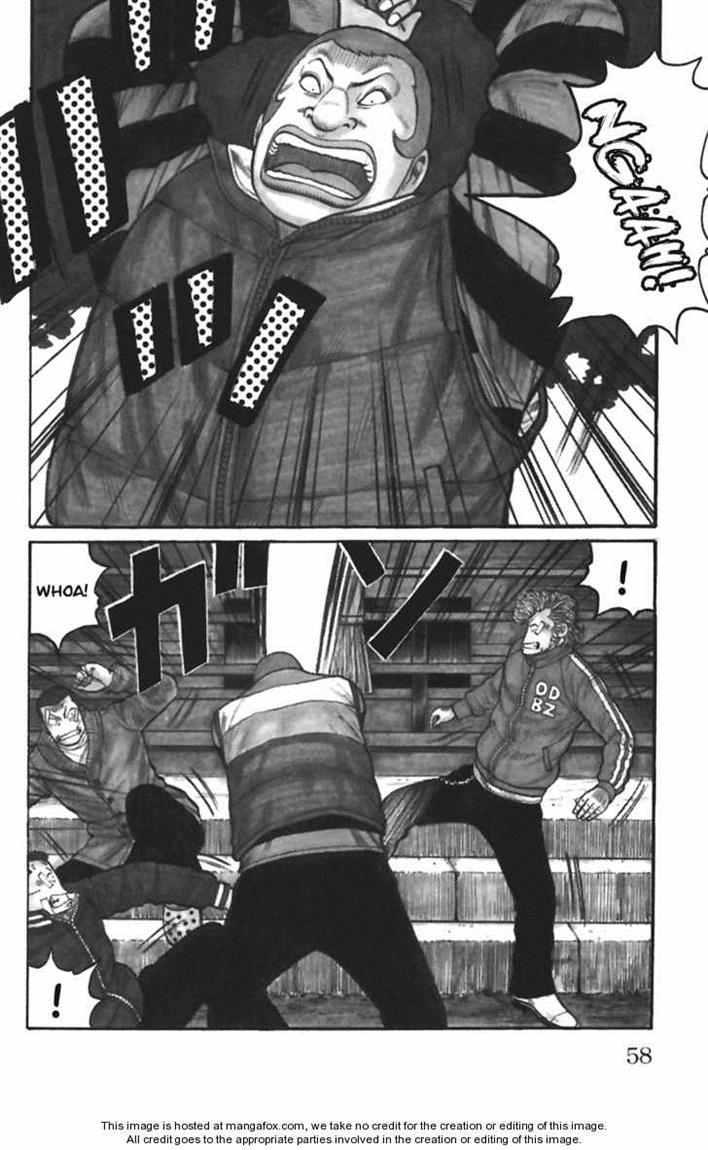 NGAAH!
WHOA!
!
ガッ
OD
BZ
!
58
This image is hosted at mangafox.com, we take no credit for the creation or editing of this image.
All credit goes to the appropriate parties involved in the creation or editing of this image.